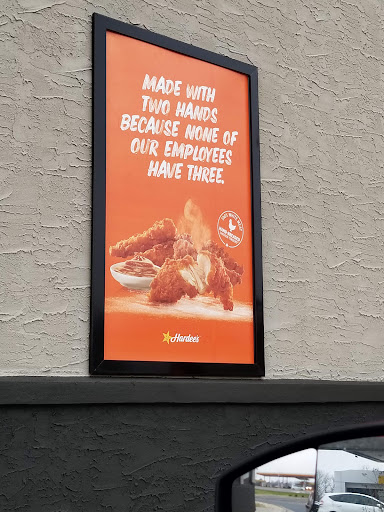 MADE WITH
TWO HANDS
BECAUSE NONE OF
OUR EMPLOYEES
HAVE THREE.
Hardee's